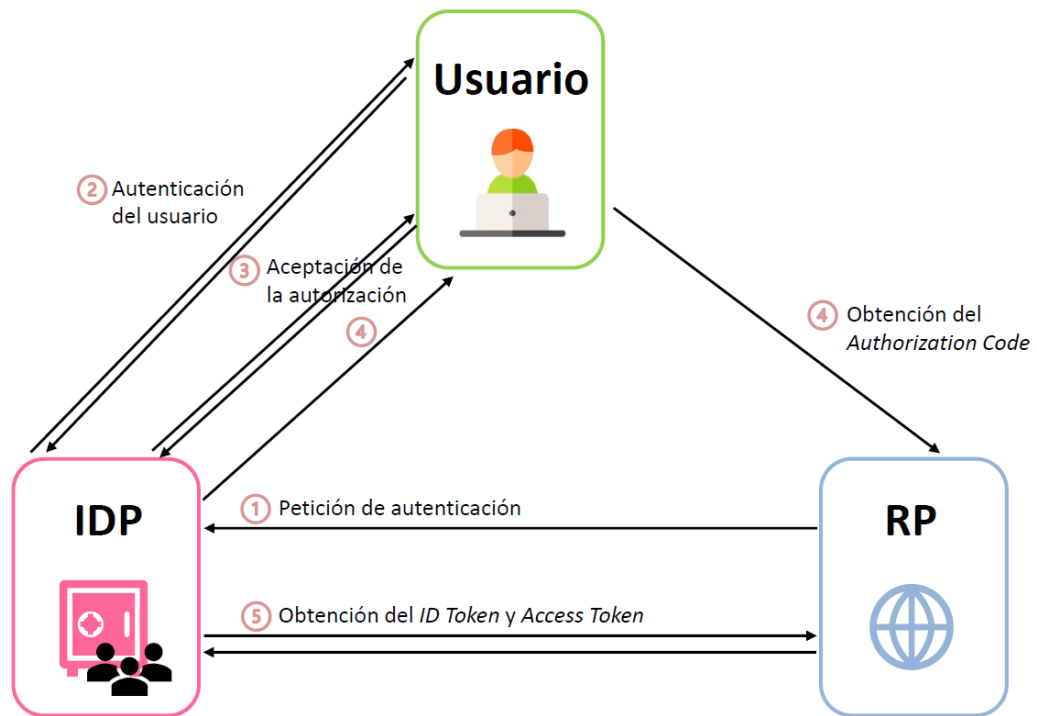 Usuario
② Autenticación
del usuario
③ Aceptación de
la autorización
④
④ Obtención del
Authorization Code
IDP
① Petición de autenticación
RP
⑤ Obtención del ID Token y Access Token